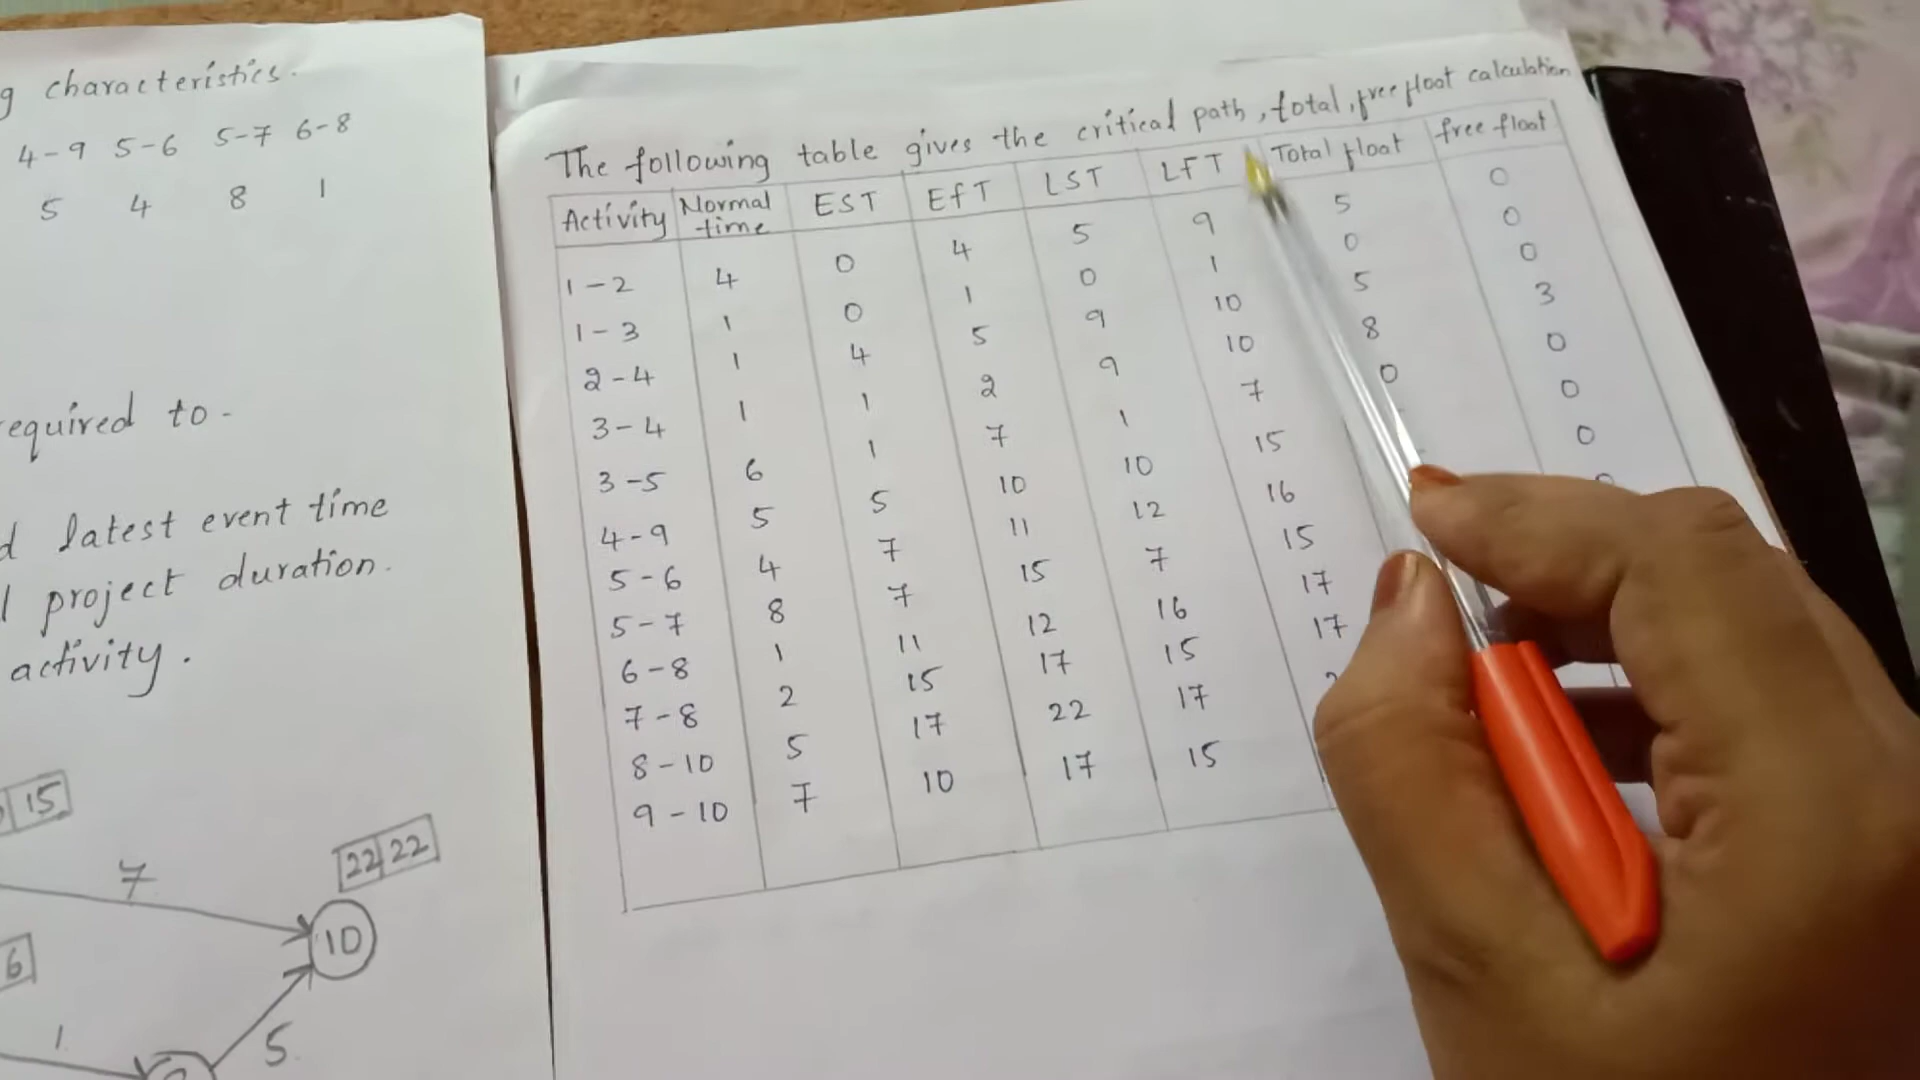 g characteristics.
4-9 5-6 5-7 6-8
5 4 8 1
equired to -
d latest event time
l project duration.
activity.
15
7
22 22
10
6
1
5
The following table gives the critical path, total, free float calculation
Activity Normal time EST EfT LST LFT Total float free float
1-2 4 0 4 5 9 5 0
1-3 1 0 1 0 1 0 0
2-4 1 4 5 9 10 5 0
3-4 1 1 2 9 10 8 3
3-5 6 1 7 1 7 0 0
4-9 5 5 10 10 15 0
5-6 4 7 11 12 16 0
5-7 8 7 15 7 15
6-8 1 11 12 16 17
7-8 2 15 17 15 17
8-10 5 17 22 17
9-10 7 10 17 15